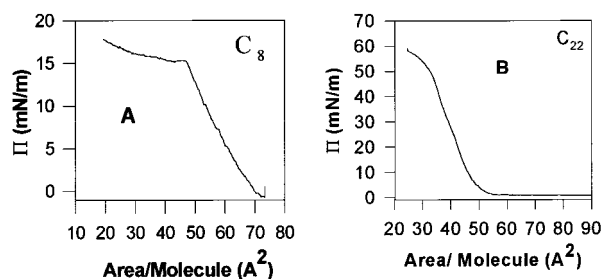 C8
A
Π (mN/m)
20
15
10
5
0
10 20 30 40 50 60 70 80
Area/Molecule (A2)
C22
B
Π (mN/m)
70
60
50
40
30
20
10
0
20 30 40 50 60 70 80 90
Area/ Molecule (A2)